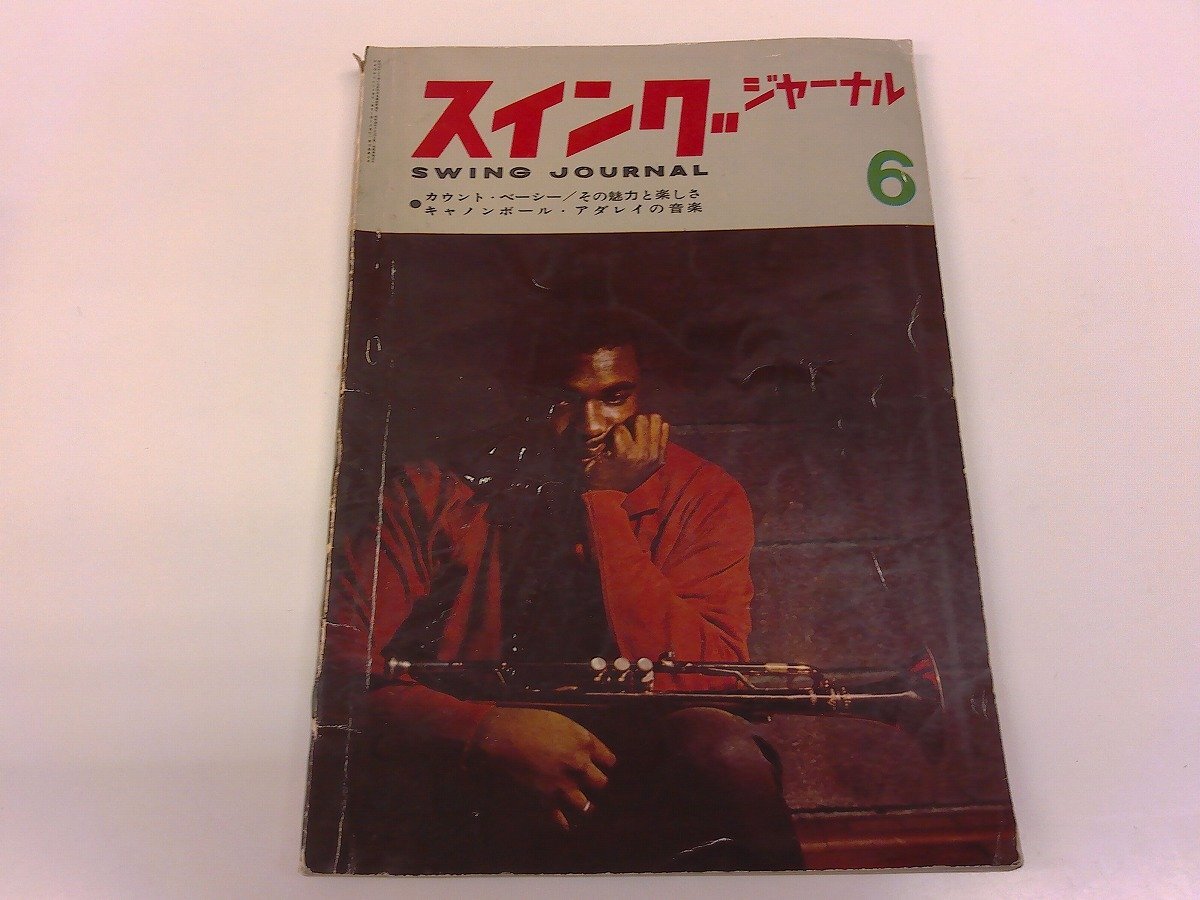 スイング ジャーナル
SWING JOURNAL
6
●カウント・ベーシー/その魅力と楽しさ
キャノンボール・アダレイの音楽